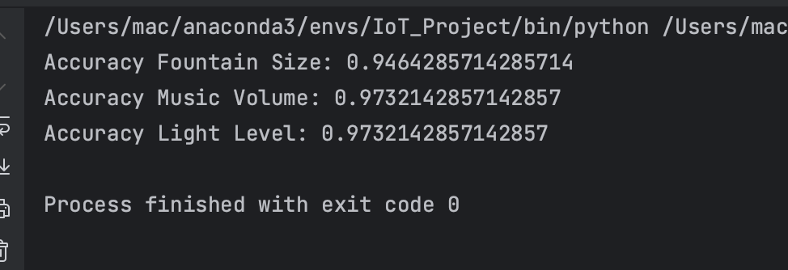 /Users/mac/anaconda3/envs/IoT_Project/bin/python /Users/mac
Accuracy Fountain Size: 0.9464285714285714
Accuracy Music Volume: 0.9732142857142857
Accuracy Light Level: 0.9732142857142857
Process finished with exit code 0